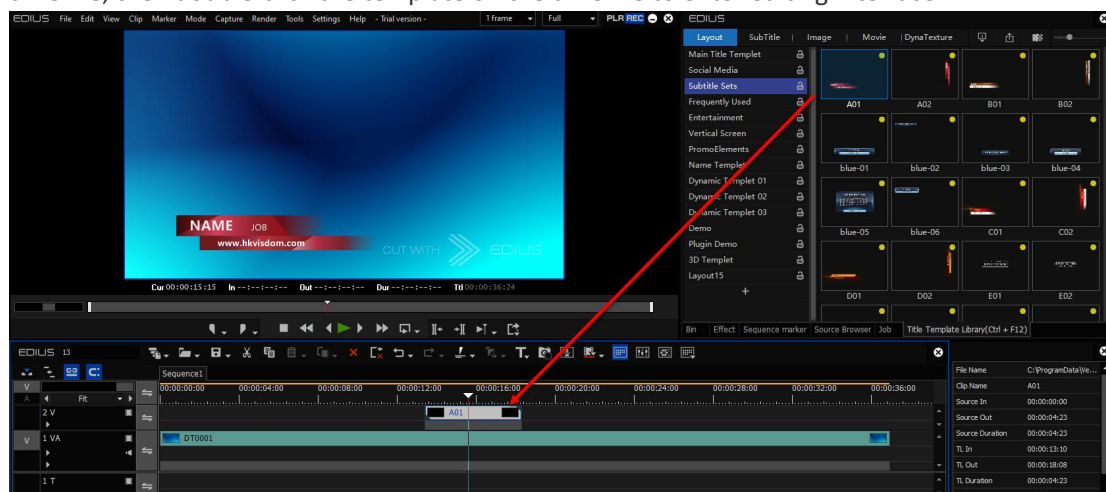 EDIUS File Edit View Clip Marker Mode Capture Render Tools Settings Help - Trial version - 1 frame Full PLR REC
EDIUS
Layout SubTitle Image Movie DynaTexture
Main Title Templet
Social Media
Subtitle Sets
Frequently Used
Entertainment
Vertical Screen
PromoElements
Name Templet
Dynamic Templet 01
Dynamic Templet 02
Dynamic Templet 03
Demo
Plugin Demo
3D Templet
Layout15
+
A01 A02 B01 B02
blue-01 blue-02 blue-03 blue-04
blue-05 blue-06 C01 C02
D01 D02 E01 E02
NAME JOB
www.hkvisdom.com
CUT WITH EDIUS
Cur 00:00:15:15 In --:--:--:-- Out --:--:--:-- Dur --:--:--:-- Ttl 00:00:36:24
Bin Effect Sequence marker Source Browser Job Title Template Library(Ctrl + F12)
EDIUS 13
Sequence1
V
A Fit
00:00:00:00 00:00:04:00 00:00:08:00 00:00:12:00 00:00:16:00 00:00:20:00 00:00:24:00 00:00:28:00 00:00:32:00 00:00:36:00
2 V A01
V 1 VA DT0001
1 T
File Name C:\ProgramData\Ve...
Clip Name A01
Source In 00:00:00:00
Source Out 00:00:04:23
Source Duration 00:00:04:23
TL In 00:00:13:10
TL Out 00:00:18:08
TL Duration 00:00:04:23